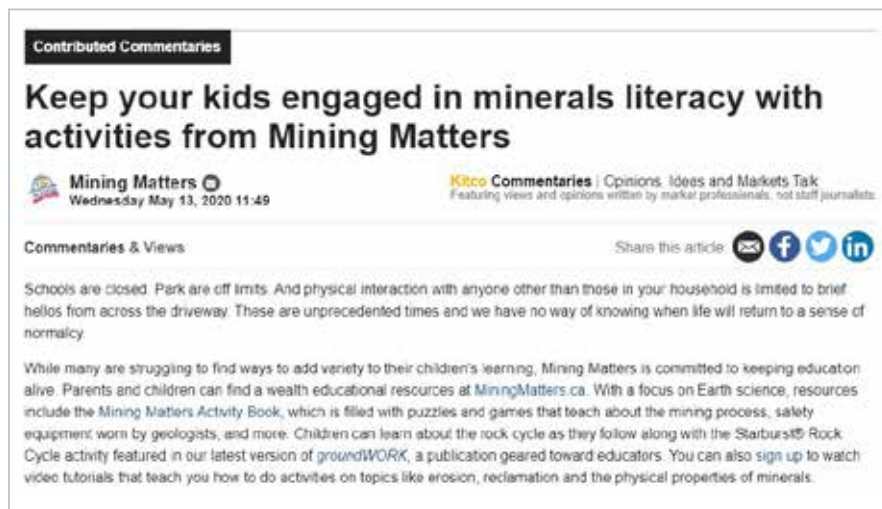 Contributed Commentaries
Keep your kids engaged in minerals literacy with
activities from Mining Matters
Mining Matters
Wednesday May 13, 2020 11:49
Kitco Commentaries | Opinions, Ideas and Markets Talk
Featuring views and opinions written by market professionals, not staff journalists.
Commentaries & Views
Share this article:
Schools are closed. Park are off limits. And physical interaction with anyone other than those in your household is limited to brief
hellos from across the driveway. These are unprecedented times and we have no way of knowing when life will return to a sense of
normalcy.
While many are struggling to find ways to add variety to their children's learning, Mining Matters is committed to keeping education
alive. Parents and children can find a wealth educational resources at MiningMatters.ca. With a focus on Earth science, resources
include the Mining Matters Activity Book, which is filled with puzzles and games that teach about the mining process, safety
equipment worn by geologists, and more. Children can learn about the rock cycle as they follow along with the Starburst® Rock
Cycle activity featured in our latest version of groundWORK, a publication geared toward educators. You can also sign up to watch
video tutorials that teach you how to do activities on topics like erosion, reclamation and the physical properties of minerals.